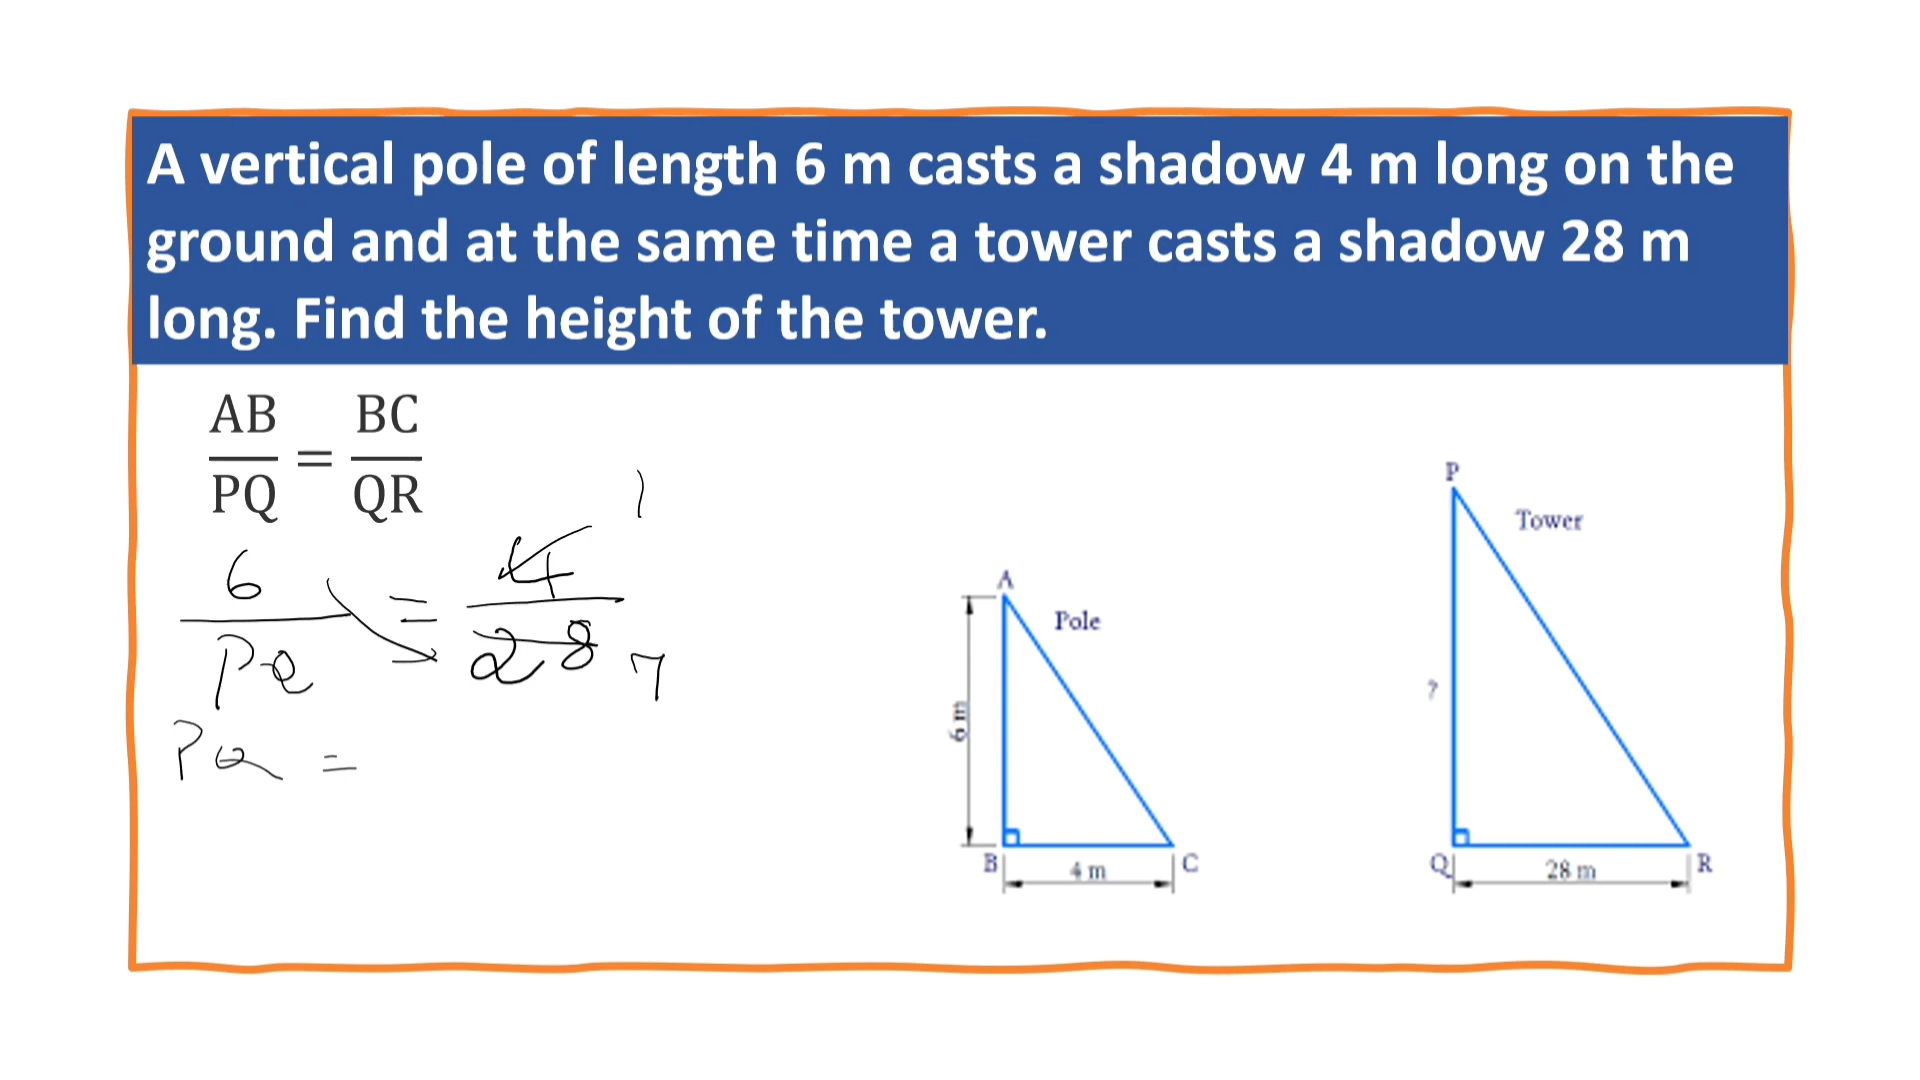 A vertical pole of length 6 m casts a shadow 4 m long on the
ground and at the same time a tower casts a shadow 28 m
long. Find the height of the tower.
AB BC
=
PQ QR
1
6 4
=
PQ 28 7
PQ =
A
Pole
6 m
B
4 m
C
P
Tower
?
Q
28 m
R